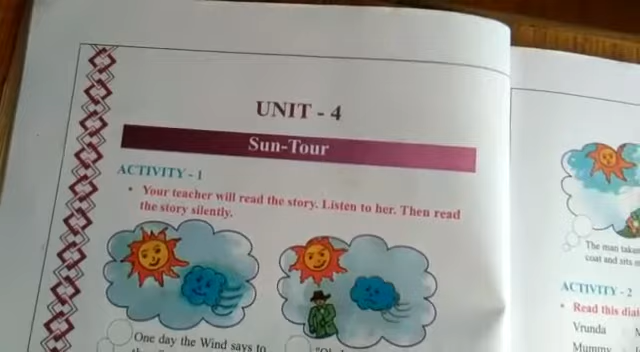 UNIT - 4
Sun-Tour
ACTIVITY - 1
• Your teacher will read the story. Listen to her. Then read
the story silently.
One day the Wind says to
The man takes
coat and sits
ACTIVITY - 2
• Read this
Vrunda
Mummy